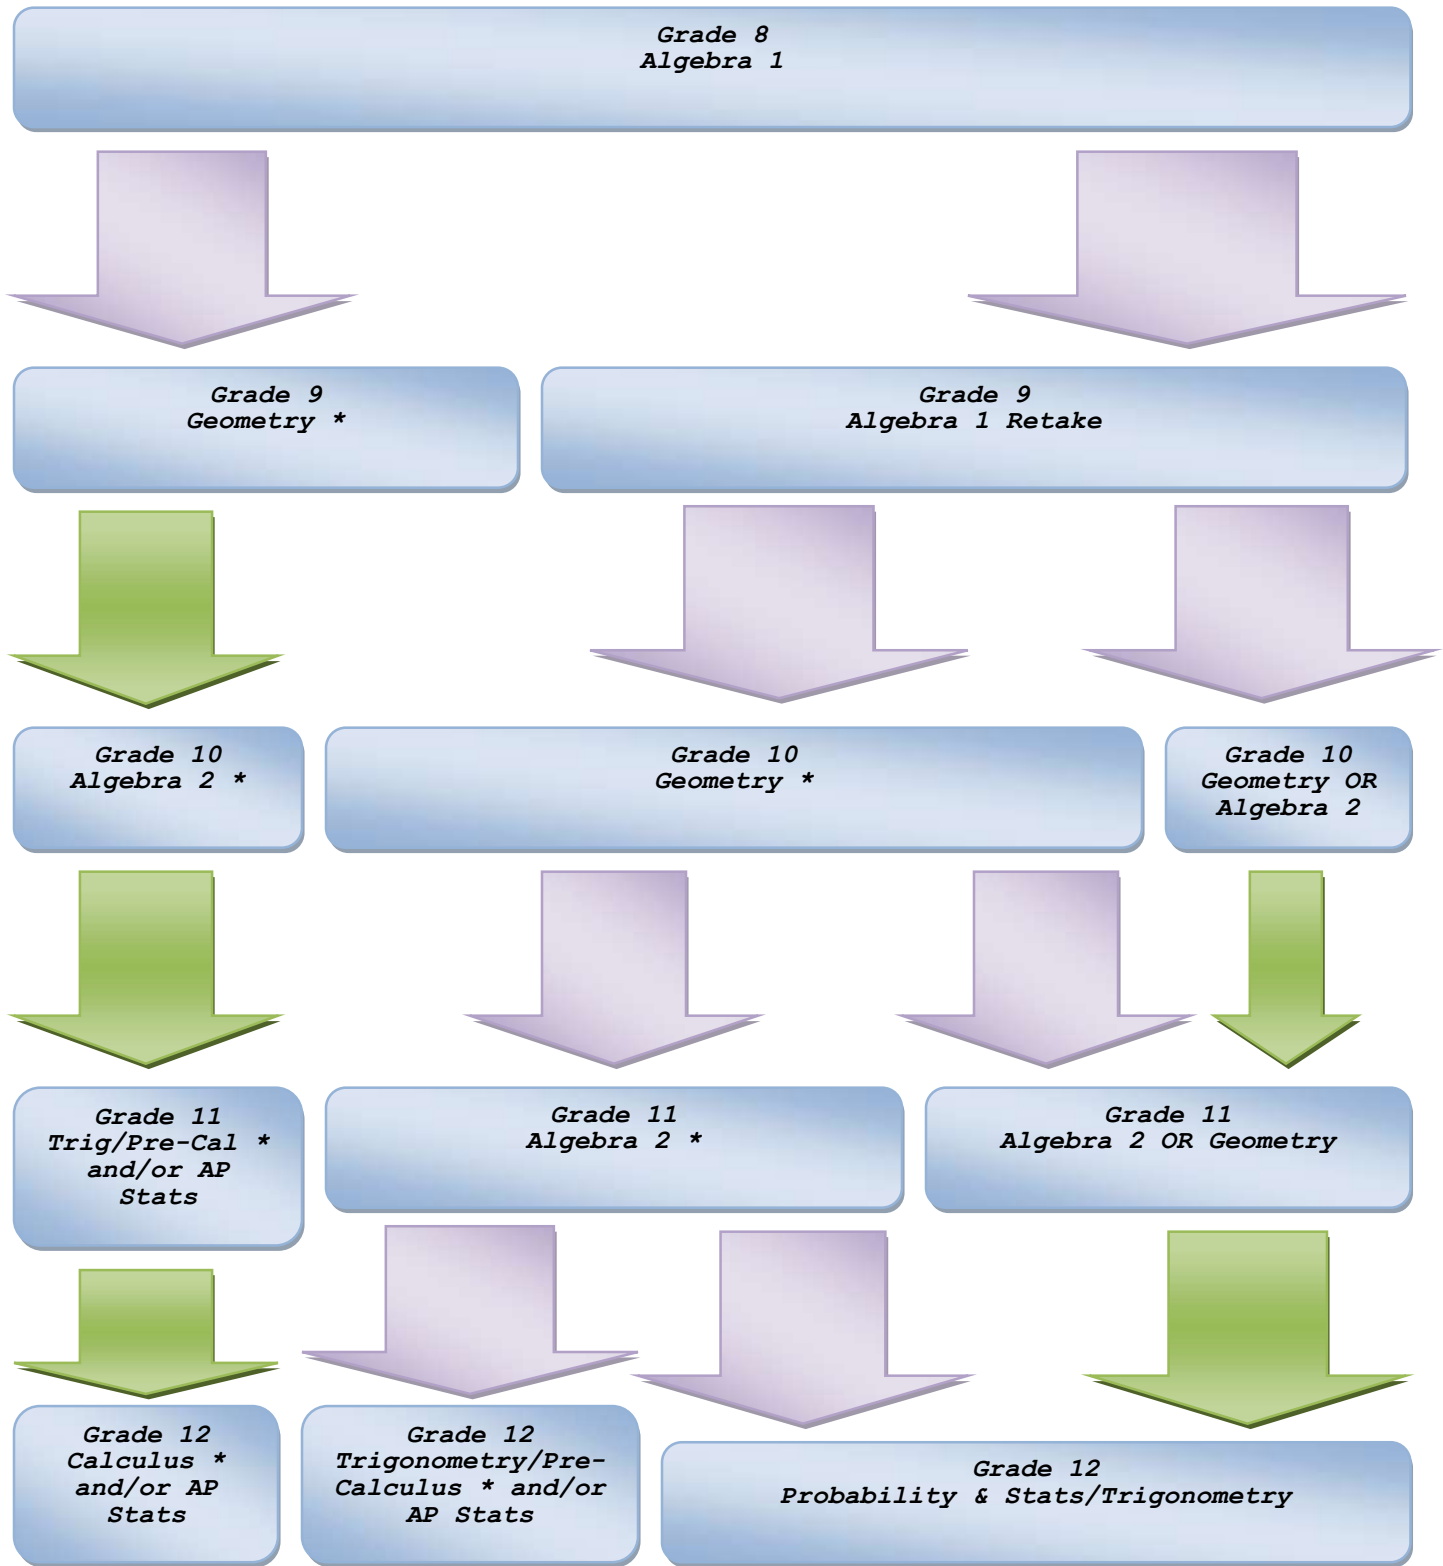 Grade 8
Algebra 1
Grade 9
Geometry *
Grade 9
Algebra 1 Retake
Grade 10
Algebra 2 *
Grade 10
Geometry *
Grade 10
Geometry OR
Algebra 2
Grade 11
Trig/Pre-Cal *
and/or AP
Stats
Grade 11
Algebra 2 *
Grade 11
Algebra 2 OR Geometry
Grade 12
Calculus *
and/or AP
Stats
Grade 12
Trigonometry/Pre-
Calculus * and/or
AP Stats
Grade 12
Probability & Stats/Trigonometry